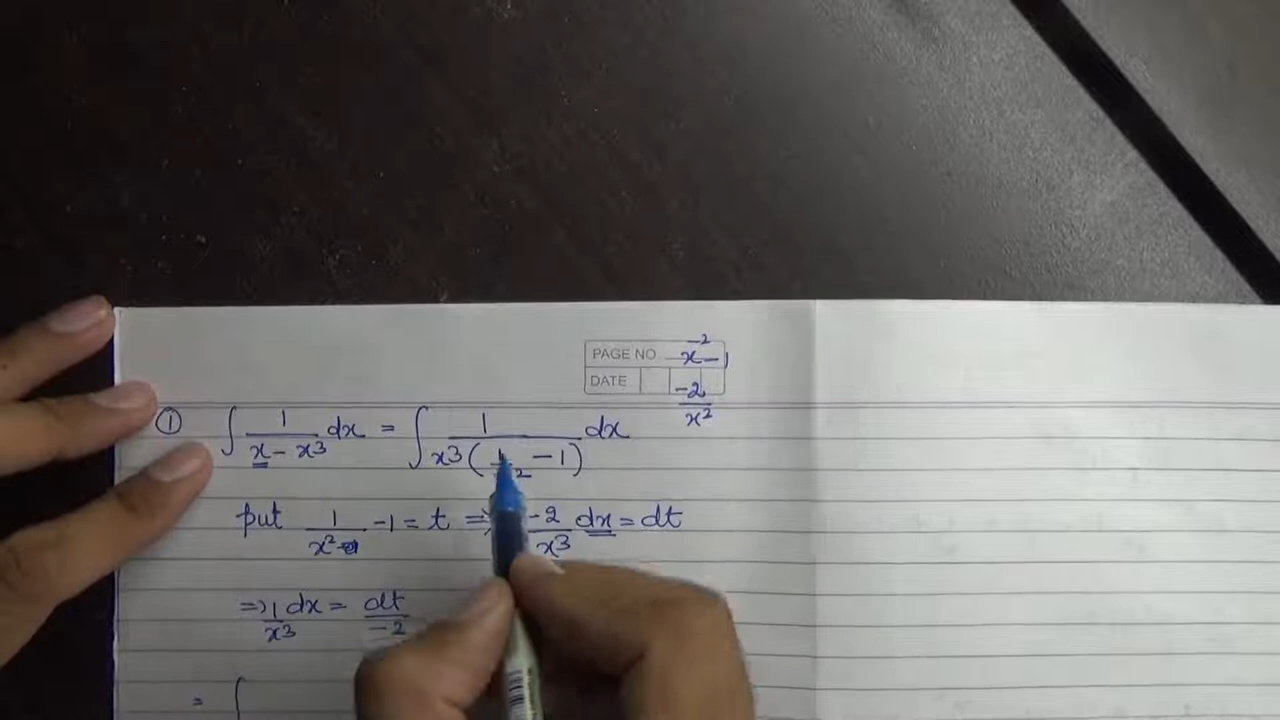 PAGE NO x⁻² - 1
DATE -2/x²
① ∫ 1/(x - x³) dx = ∫ 1/(x³(1/x² - 1)) dx
put 1/x² - 1 = t ⇒ -2/x³ dx = dt
⇒ 1/x³ dx = dt/-2
= ∫